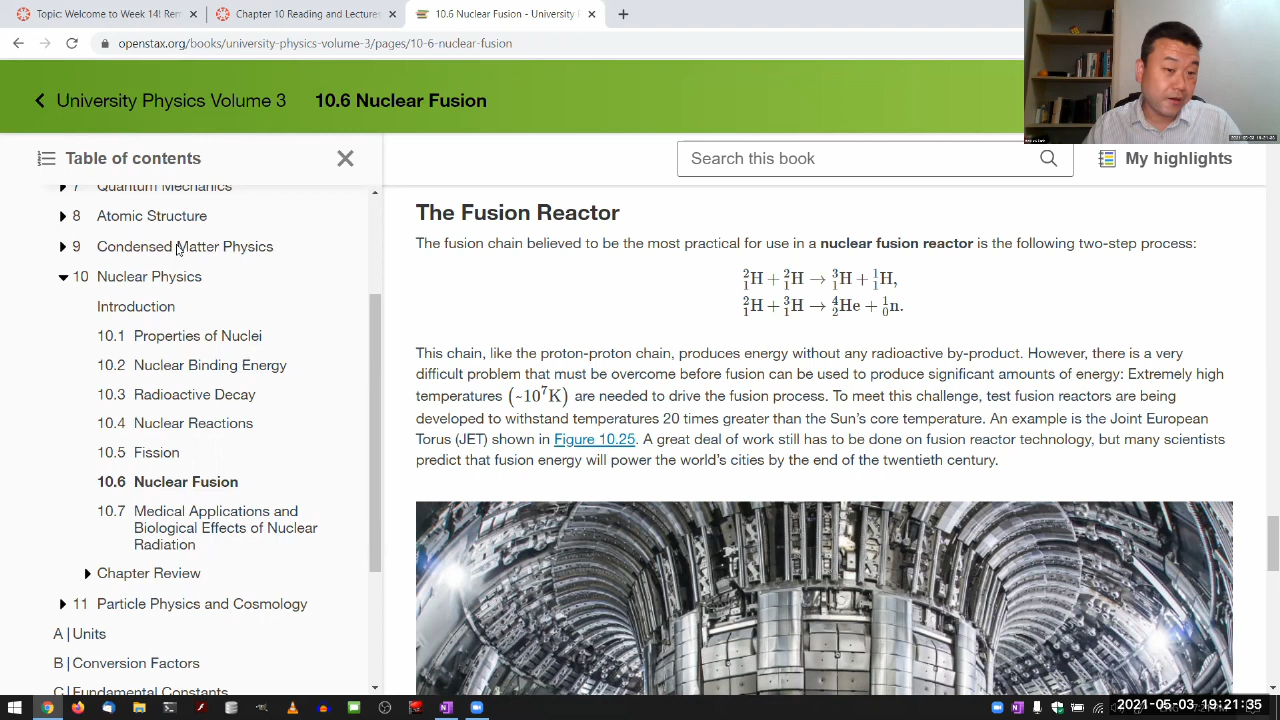 Topic: Welcome to Week 14! Rem
Chapter 10 Reading and Lecture
10.6 Nuclear Fusion - University P
openstax.org/books/university-physics-volume-3/pages/10-6-nuclear-fusion
University Physics Volume 3
10.6 Nuclear Fusion
Table of contents
Search this book
My highlights
7 Quantum Mechanics
8 Atomic Structure
9 Condensed Matter Physics
10 Nuclear Physics
Introduction
10.1 Properties of Nuclei
10.2 Nuclear Binding Energy
10.3 Radioactive Decay
10.4 Nuclear Reactions
10.5 Fission
10.6 Nuclear Fusion
10.7 Medical Applications and
Biological Effects of Nuclear
Radiation
Chapter Review
11 Particle Physics and Cosmology
A | Units
B | Conversion Factors
C | Fundamental Constants
The Fusion Reactor
The fusion chain believed to be the most practical for use in a nuclear fusion reactor is the following two-step process:
²₁H + ²₁H → ³₁H + ¹₁H,
²₁H + ³₁H → ⁴₂He + ¹₀n.
This chain, like the proton-proton chain, produces energy without any radioactive by-product. However, there is a very
difficult problem that must be overcome before fusion can be used to produce significant amounts of energy: Extremely high
temperatures (~10⁷K) are needed to drive the fusion process. To meet this challenge, test fusion reactors are being
developed to withstand temperatures 20 times greater than the Sun's core temperature. An example is the Joint European
Torus (JET) shown in Figure 10.25. A great deal of work still has to be done on fusion reactor technology, but many scientists
predict that fusion energy will power the world's cities by the end of the twentieth century.
2021-05-03 19:21:35